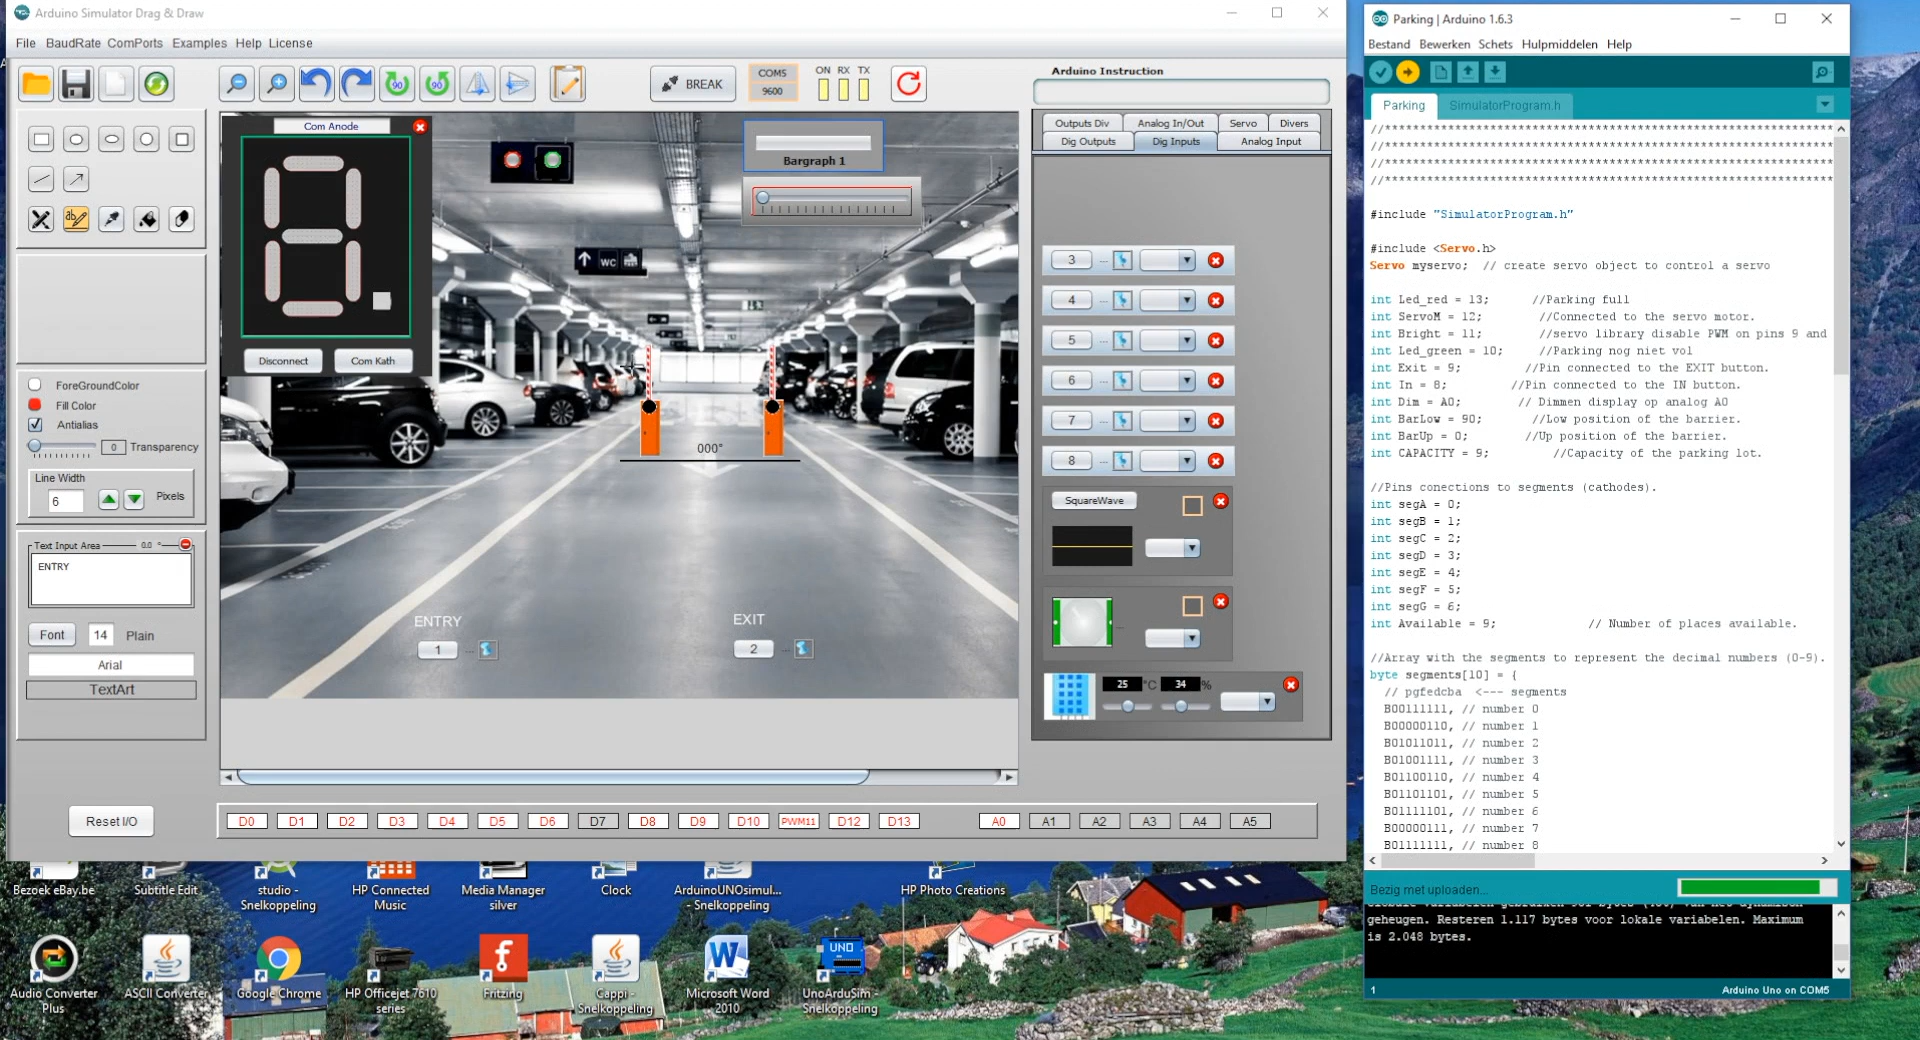 Arduino Simulator Drag & Draw
File BaudRate ComPorts Examples Help License
90
90
BREAK
COM5
9600
ON RX TX
Arduino Instruction
Com Anode
Disconnect
Com Kath
Bargraph 1
WC
000°
ENTRY
1 ...
EXIT
2 ...
ForeGroundColor
Fill Color
Antialias
0 Transparency
Line Width
6
Pixels
Text Input Area 0.0 °
ENTRY
Font 14 Plain
Arial
TextArt
Reset I/O
Outputs Div Analog In/Out Servo Divers
Dig Outputs Dig Inputs Analog Input
3 ...
4 ...
5 ...
6 ...
7 ...
8 ...
SquareWave
25 °C 34 %
D0 D1 D2 D3 D4 D5 D6 D7 D8 D9 D10 PWM11 D12 D13 A0 A1 A2 A3 A4 A5
Parking | Arduino 1.6.3
Bestand Bewerken Schets Hulpmiddelen Help
Parking SimulatorProgram.h
#include "SimulatorProgram.h"
#include <Servo.h>
Servo myservo; // create servo object to control a servo
int Led_red = 13; //Parking full
int ServoM = 12; //Connected to the servo motor.
int Bright = 11; //servo library disable PWM on pins 9 and
int Led_green = 10; //Parking nog niet vol
int Exit = 9; //Pin connected to the EXIT button.
int In = 8; //Pin connected to the IN button.
int Dim = A0; // Dimmen display op analog A0
int BarLow = 90; //Low position of the barrier.
int BarUp = 0; //Up position of the barrier.
int CAPACITY = 9; //Capacity of the parking lot.
//Pins conections to segments (cathodes).
int segA = 0;
int segB = 1;
int segC = 2;
int segD = 3;
int segE = 4;
int segF = 5;
int segG = 6;
int Available = 9; // Number of places available.
//Array with the segments to represent the decimal numbers (0-9).
byte segments[10] = {
// pgfedcba <--- segments
B00111111, // number 0
B00000110, // number 1
B01011011, // number 2
B01001111, // number 3
B01100110, // number 4
B01101101, // number 5
B01111101, // number 6
B00000111, // number 7
B01111111, // number 8
Bezig met uploaden...
geheugen. Resteren 1.117 bytes voor lokale variabelen. Maximum
is 2.048 bytes.
1
Arduino Uno on COM5
Bezoek eBay.be
Subtitle Edit
studio -
Snelkoppeling
HP Connected
Music
Media Manager
silver
Clock
ArduinoUNOsimul...
- Snelkoppeling
HP Photo Creations
Audio Converter
Plus
ASCII Converter
Google Chrome
HP Officejet 7610
series
Fritzing
Cappi -
Snelkoppeling
Microsoft Word
2010
UNO
UnoArduSim -
Snelkoppeling